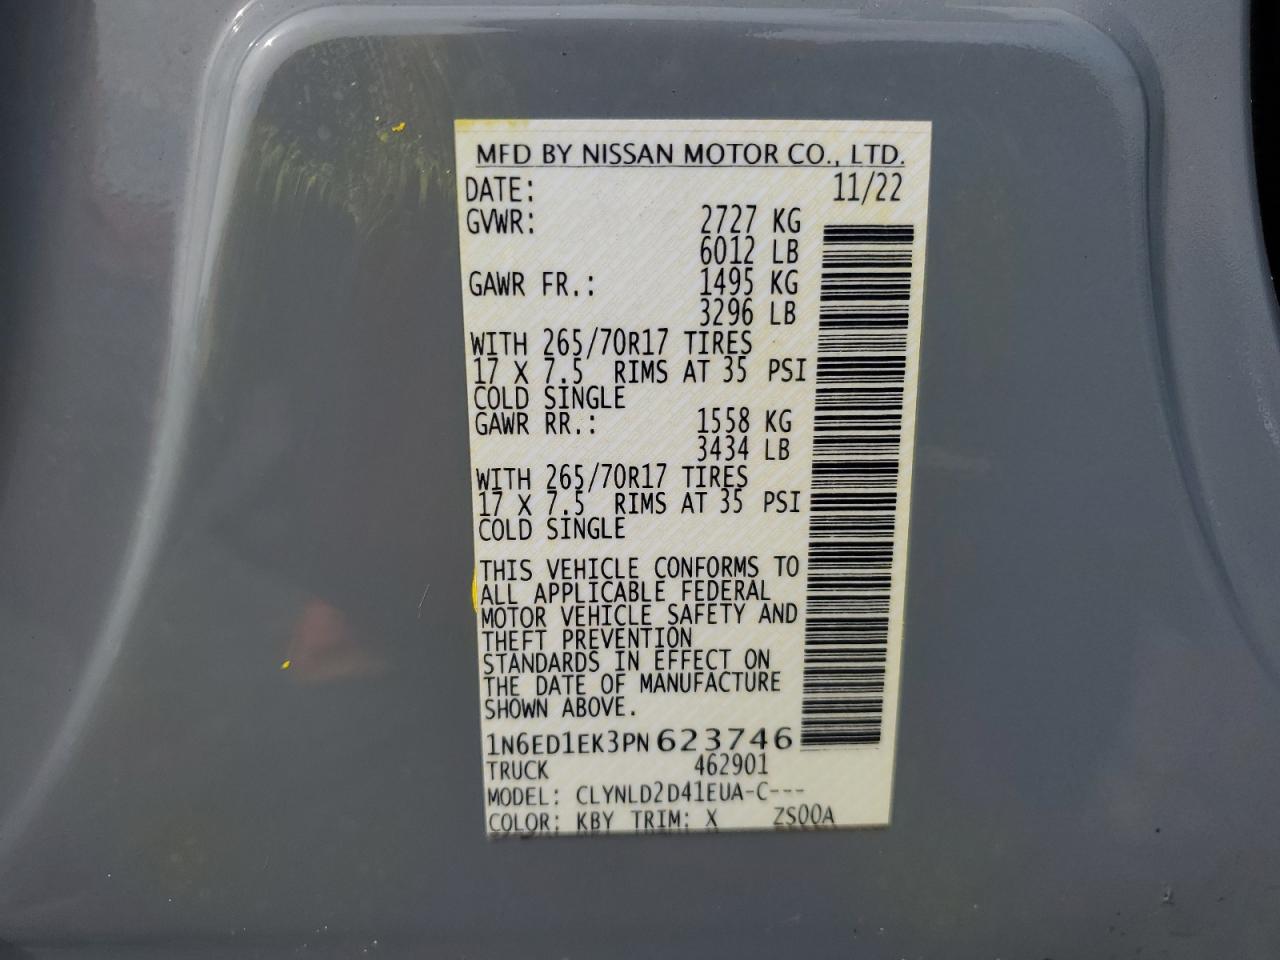 MFD BY NISSAN MOTOR CO., LTD.
DATE: 11/22
GVWR: 2727 KG
6012 LB
GAWR FR.: 1495 KG
3296 LB
WITH 265/70R17 TIRES
17 X 7.5 RIMS AT 35 PSI
COLD SINGLE
GAWR RR.: 1558 KG
3434 LB
WITH 265/70R17 TIRES
17 X 7.5 RIMS AT 35 PSI
COLD SINGLE
THIS VEHICLE CONFORMS TO
ALL APPLICABLE FEDERAL
MOTOR VEHICLE SAFETY AND
THEFT PREVENTION
STANDARDS IN EFFECT ON
THE DATE OF MANUFACTURE
SHOWN ABOVE.
1N6ED1EK3PN623746
TRUCK 462901
MODEL: CLYNLD2D41EUA-C---
COLOR: KBY TRIM: X ZS00A